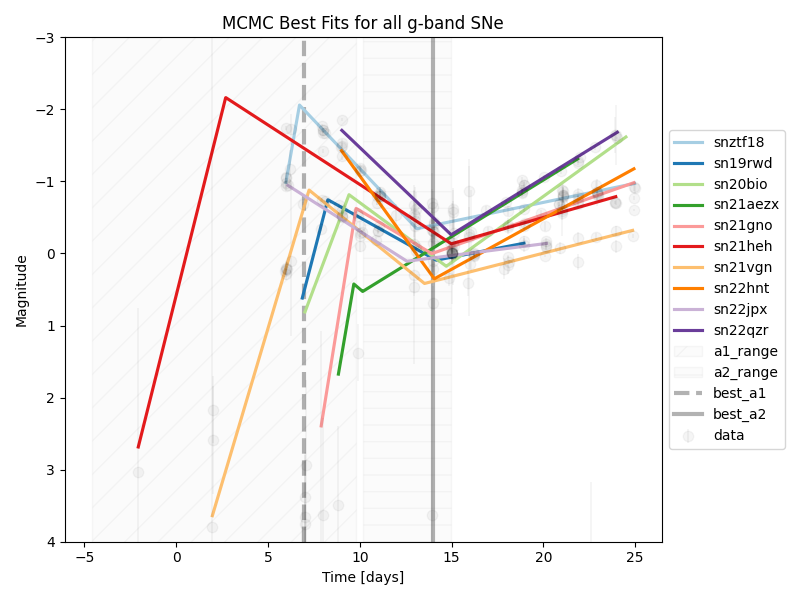 MCMC Best Fits for all g-band SNe
−3
−2
−1
0
1
2
3
4
Magnitude
−5
0
5
10
15
20
25
Time [days]
snztf18
sn19rwd
sn20bio
sn21aezx
sn21gno
sn21heh
sn21vgn
sn22hnt
sn22jpx
sn22qzr
a1_range
a2_range
best_a1
best_a2
data